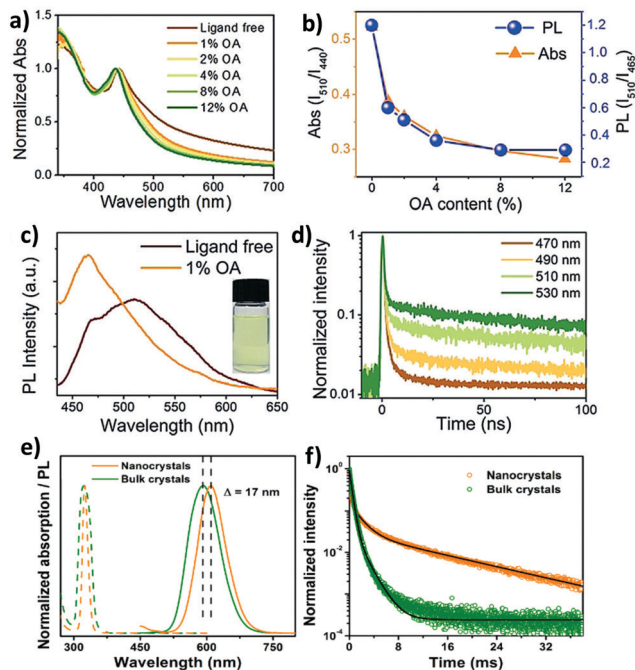 a)
Ligand free
1% OA
2% OA
4% OA
8% OA
12% OA
Normalized Abs
1.5
1.0
0.5
0.0
400 500 600 700
Wavelength (nm)
b)
PL
Abs
Abs (I510/I440)
0.5
0.4
0.3
PL (I510/I465)
1.2
1.0
0.8
0.6
0.4
0.2
0 2 4 6 8 10 12
OA content (%)
c)
Ligand free
1% OA
PL Intensity (a.u.)
450 500 550 600 650
Wavelength (nm)
d)
470 nm
490 nm
510 nm
530 nm
Normalized intensity
1
0.1
0.01
0 50 100
Time (ns)
e)
Nanocrystals
Bulk crystals
Δ = 17 nm
Normalized absorption / PL
300 450 600 750
Wavelength (nm)
f)
Nanocrystals
Bulk crystals
Normalized intensity
10⁰
10⁻²
10⁻⁴
0 8 16 24 32
Time (ms)